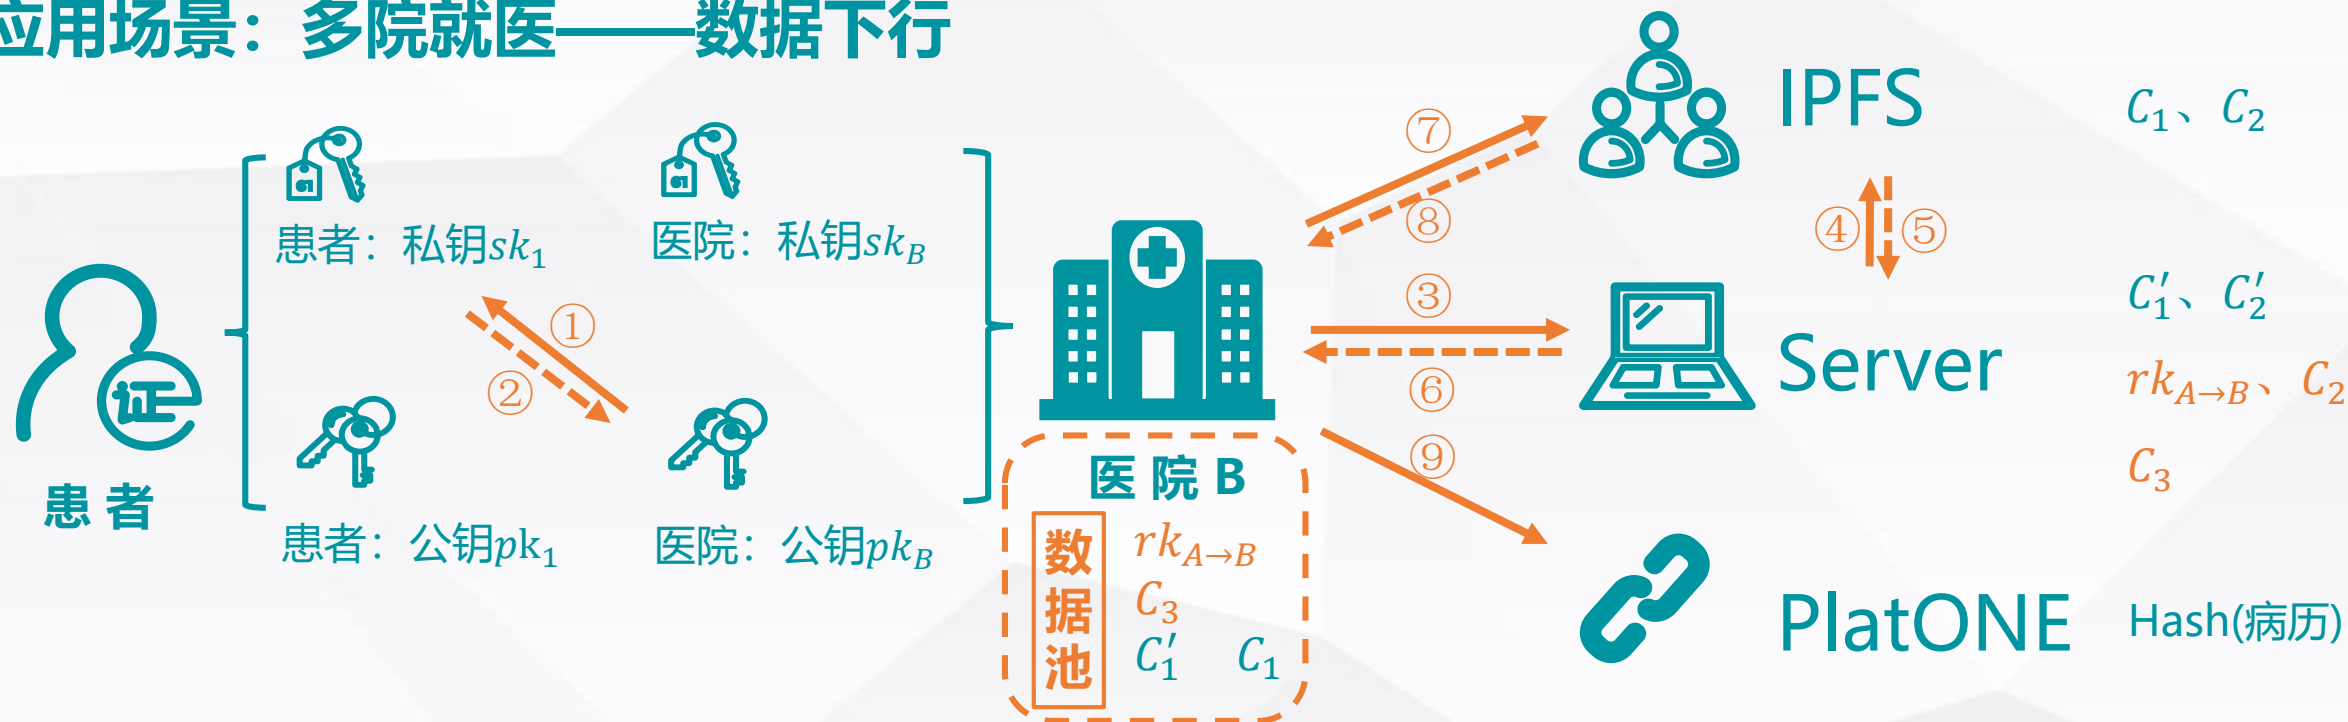 应用场景：多院就医——数据下行
患者：私钥sk₁
医院：私钥sk_B
①
②
证
患 者
患者：公钥pk₁
医院：公钥pk_B
医 院 B
数据池
rk_{A→B}
C₃
C₁′ C₁
⑦
⑧
③
⑥
⑨
④
⑤
IPFS
C₁、C₂
Server
C₁′、C₂′
rk_{A→B}、C₂
C₃
PlatONE
Hash(病历)